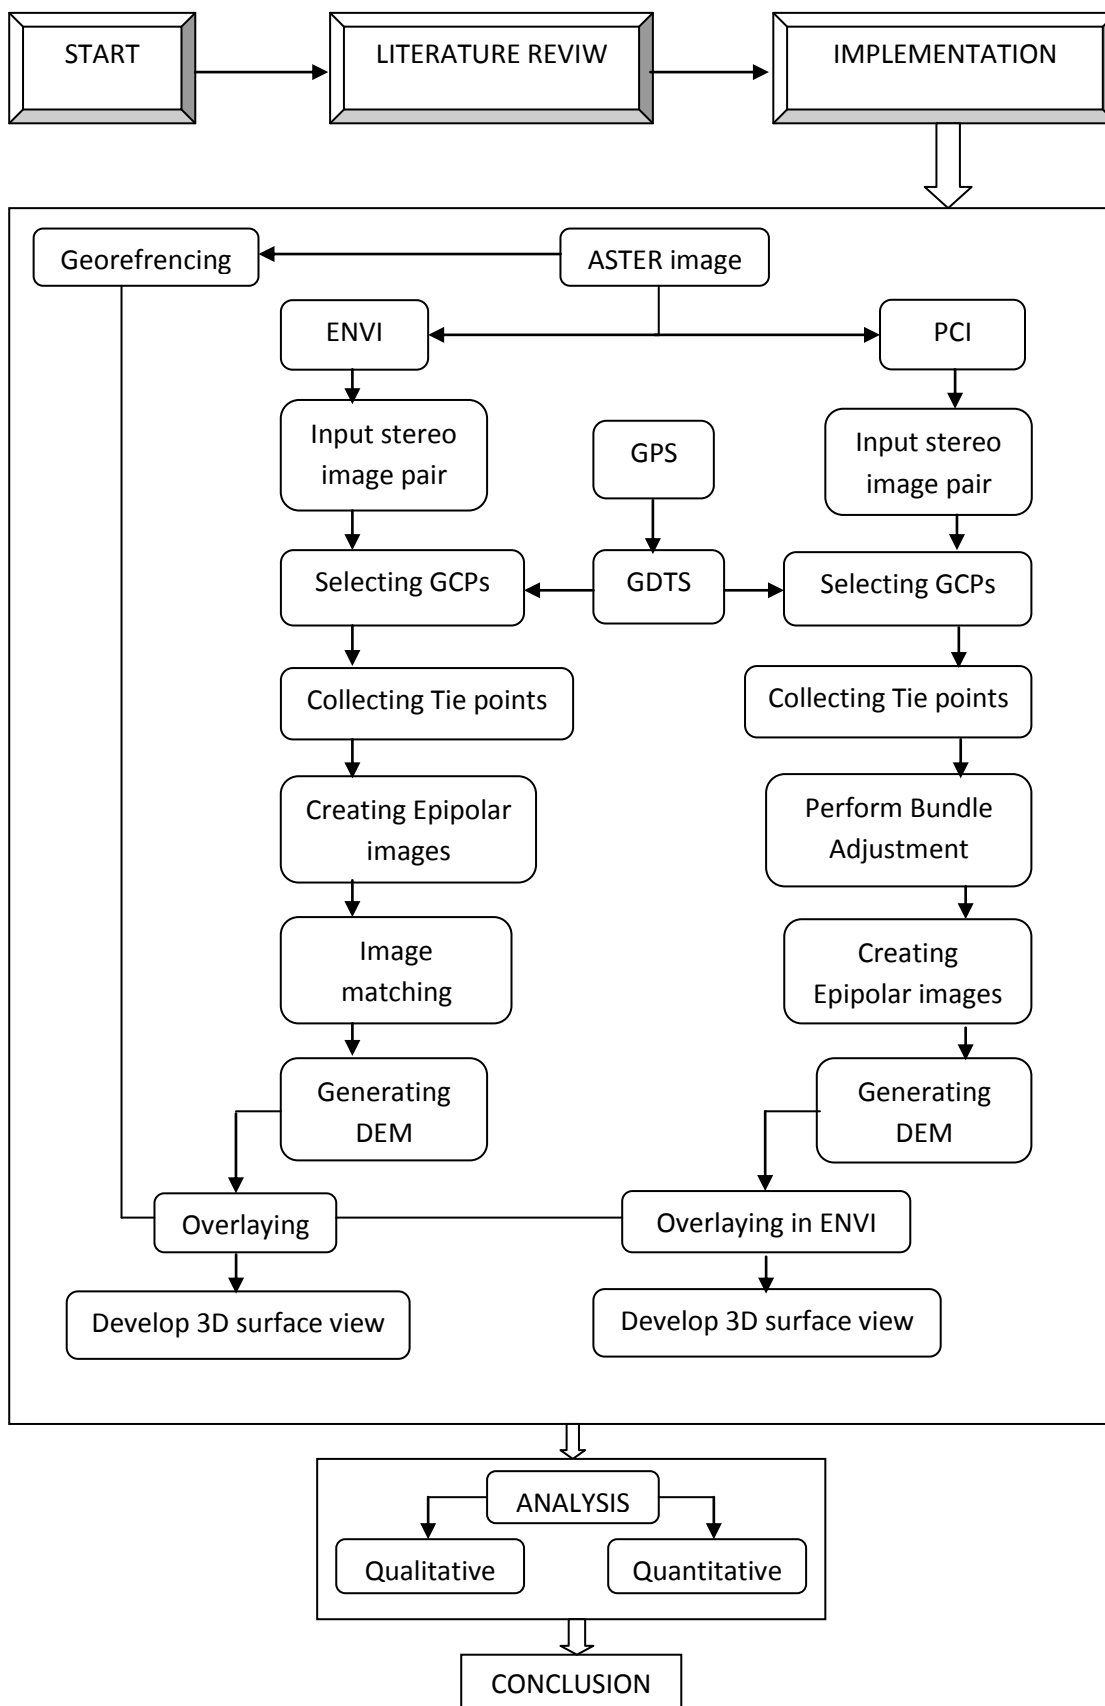 START
LITERATURE REVIW
IMPLEMENTATION
Georefrencing
ASTER image
ENVI
PCI
Input stereo
image pair
GPS
Input stereo
image pair
Selecting GCPs
GDTS
Selecting GCPs
Collecting Tie points
Collecting Tie points
Creating Epipolar
images
Perform Bundle
Adjustment
Image
matching
Creating
Epipolar images
Generating
DEM
Generating
DEM
Overlaying
Overlaying in ENVI
Develop 3D surface view
Develop 3D surface view
ANALYSIS
Qualitative
Quantitative
CONCLUSION